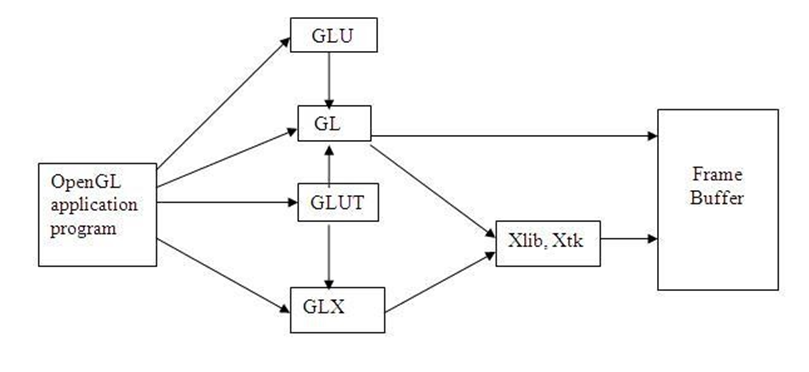 GLU
GL
OpenGL
application
program
GLUT
Frame
Buffer
Xlib, Xtk
GLX